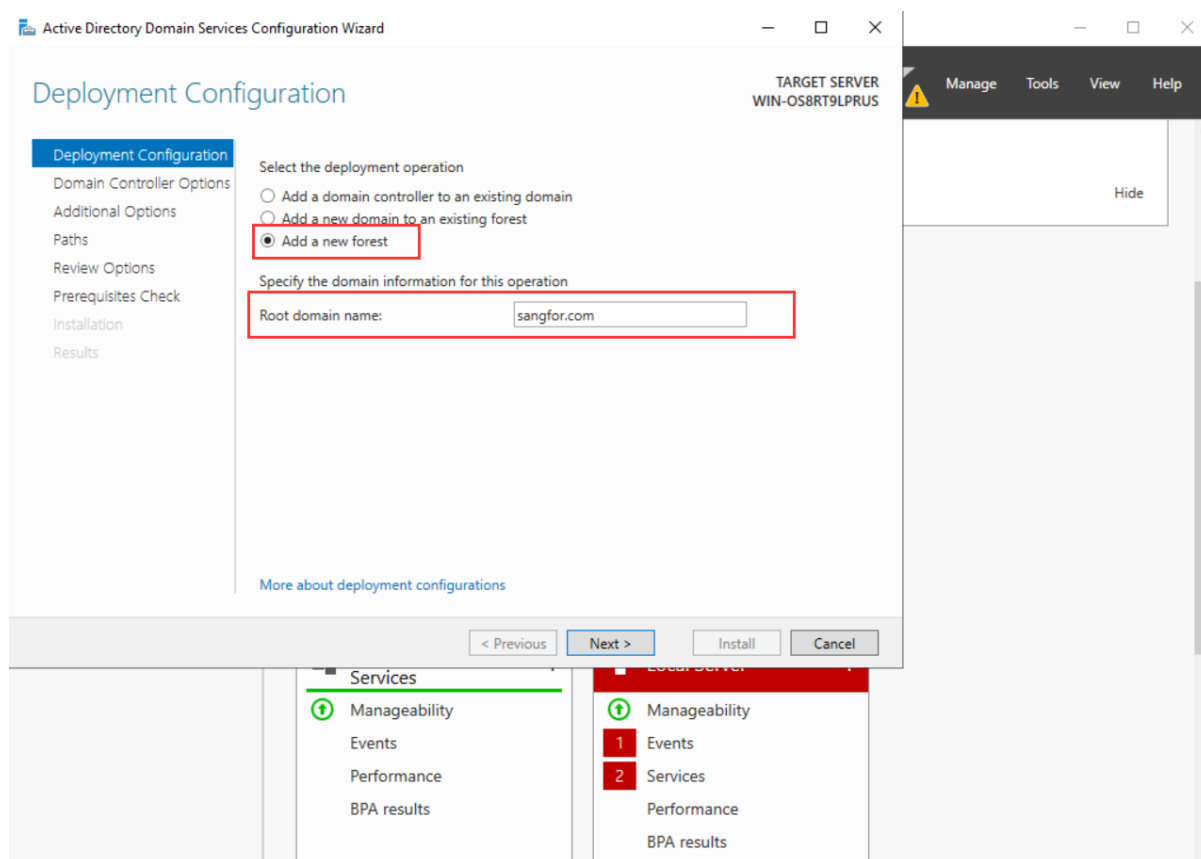 Active Directory Domain Services Configuration Wizard
Deployment Configuration
TARGET SERVER
WIN-OS8RT9LPRUS
Manage Tools View Help
Hide
Deployment Configuration
Domain Controller Options
Additional Options
Paths
Review Options
Prerequisites Check
Installation
Results
Select the deployment operation
Add a domain controller to an existing domain
Add a new domain to an existing forest
Add a new forest
Specify the domain information for this operation
Root domain name: sangfor.com
More about deployment configurations
< Previous Next > Install Cancel
Services
Manageability
Events
Performance
BPA results
Local Server
Manageability
1 Events
2 Services
Performance
BPA results